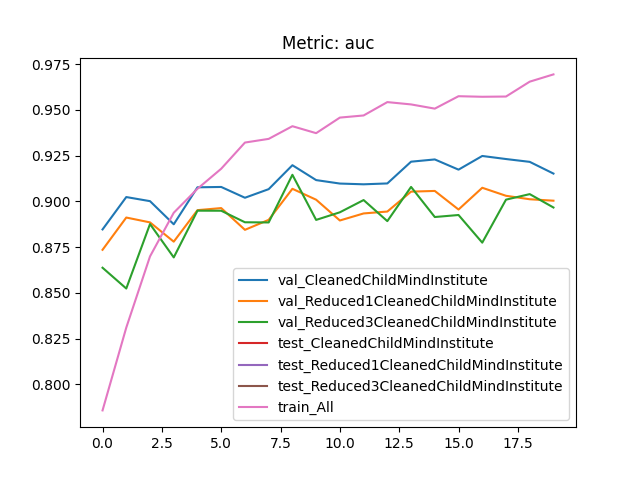 Metric: auc
0.975
0.950
0.925
0.900
0.875
0.850
0.825
0.800
val_CleanedChildMindInstitute
val_Reduced1CleanedChildMindInstitute
val_Reduced3CleanedChildMindInstitute
test_CleanedChildMindInstitute
test_Reduced1CleanedChildMindInstitute
test_Reduced3CleanedChildMindInstitute
train_All
0.0 2.5 5.0 7.5 10.0 12.5 15.0 17.5